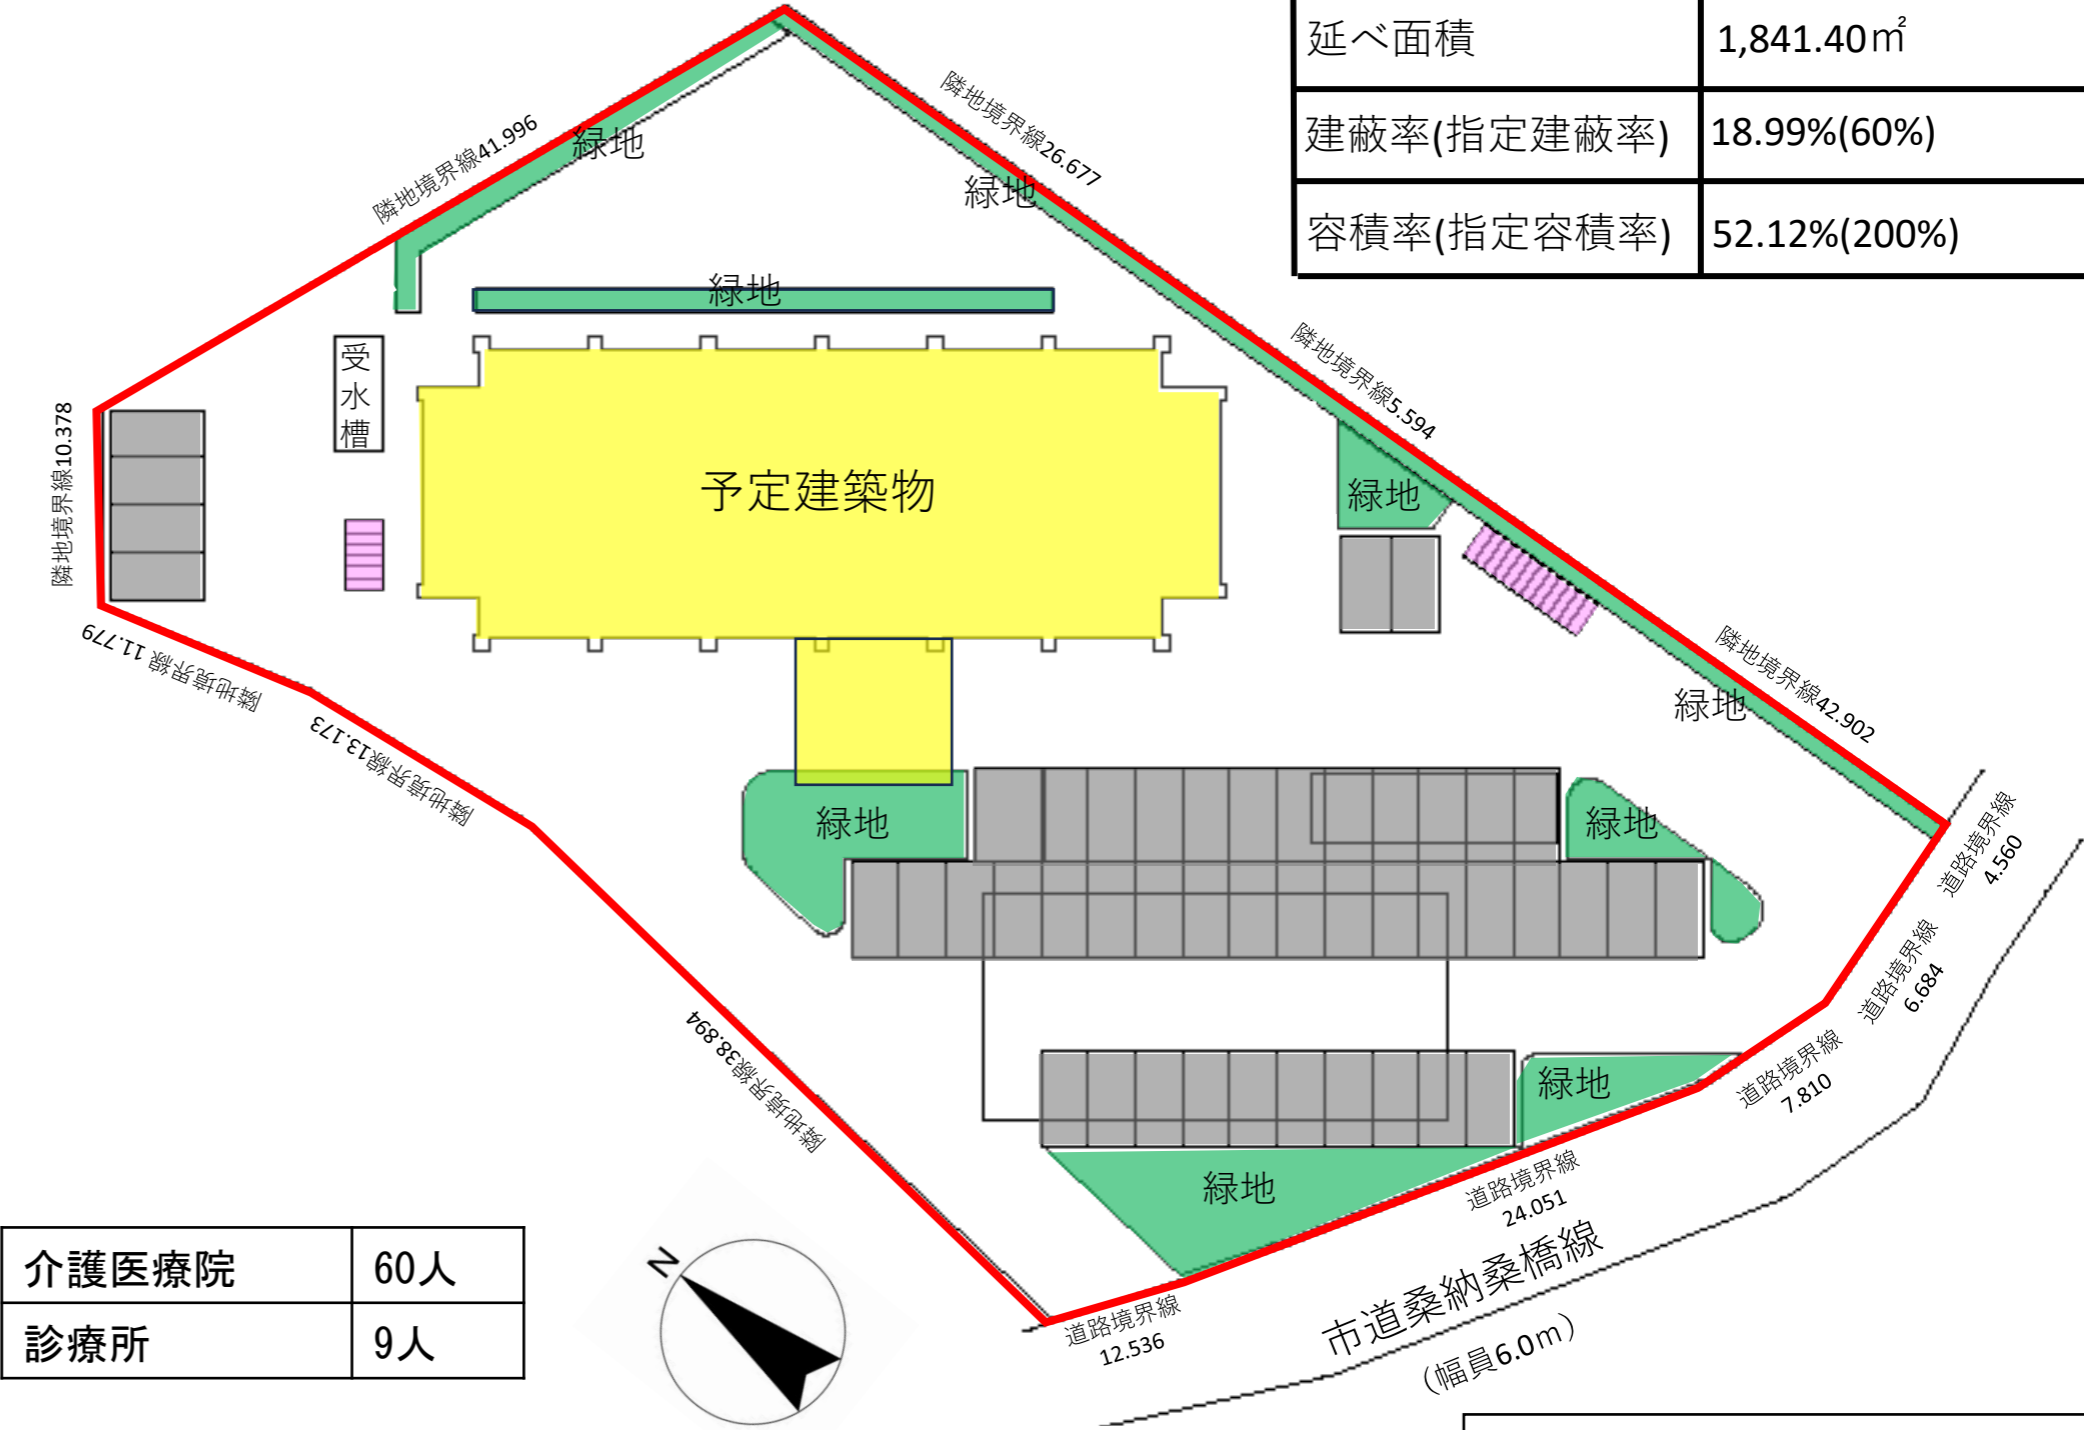 延べ面積 1,841.40㎡
建蔽率(指定建蔽率) 18.99%(60%)
容積率(指定容積率) 52.12%(200%)
隣地境界線41.996
緑地
隣地境界線26.677
緑地
緑地
隣地境界線5.594
受水槽
予定建築物
隣地境界線10.378
緑地
隣地境界線 11.779
隣地境界線13.173
隣地境界線42.902
緑地
緑地
緑地
道路境界線
4.560
道路境界線
6.684
隣地境界線38.894
緑地
道路境界線
7.810
緑地
道路境界線
24.051
市道桑納桑橋線
（幅員6.0ｍ）
道路境界線
12.536
N
介護医療院 60人
診療所 9人